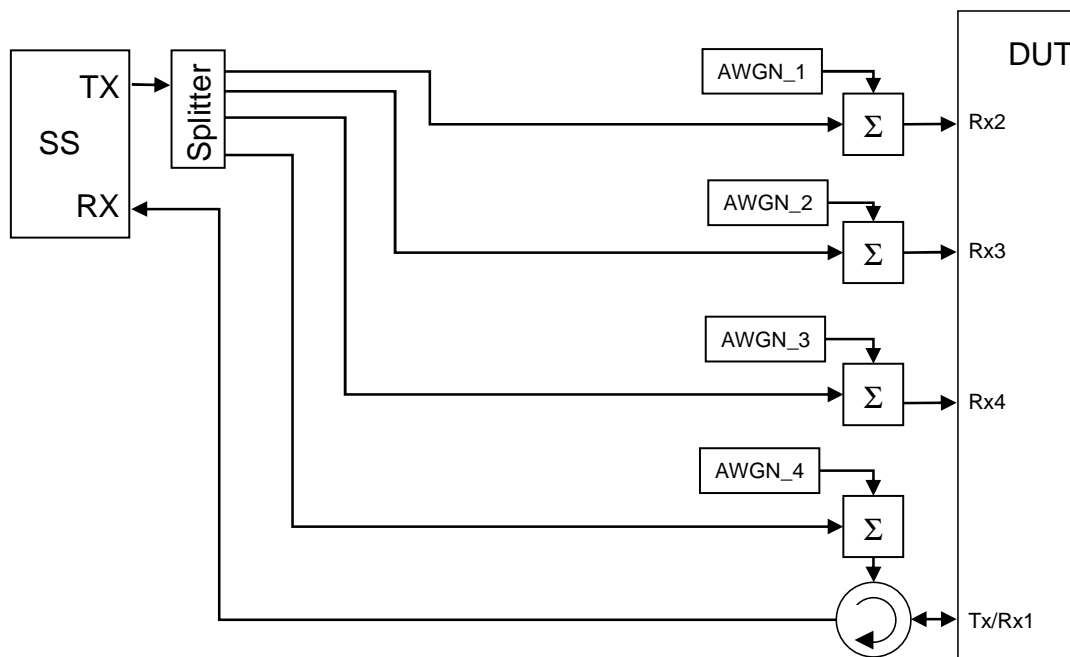 DUT
TX
SS
RX
Splitter
AWGN_1
Σ
Rx2
AWGN_2
Σ
Rx3
AWGN_3
Σ
Rx4
AWGN_4
Σ
Tx/Rx1